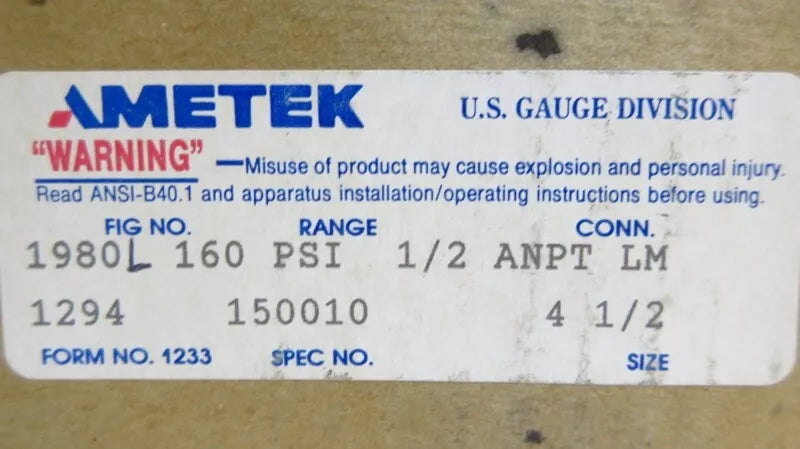 AMETEK U.S. GAUGE DIVISION
"WARNING" —Misuse of product may cause explosion and personal injury.
Read ANSI-B40.1 and apparatus installation/operating instructions before using.
FIG NO. RANGE CONN.
1980L 160 PSI 1/2 ANPT LM
1294 150010 4 1/2
FORM NO. 1233 SPEC NO. SIZE